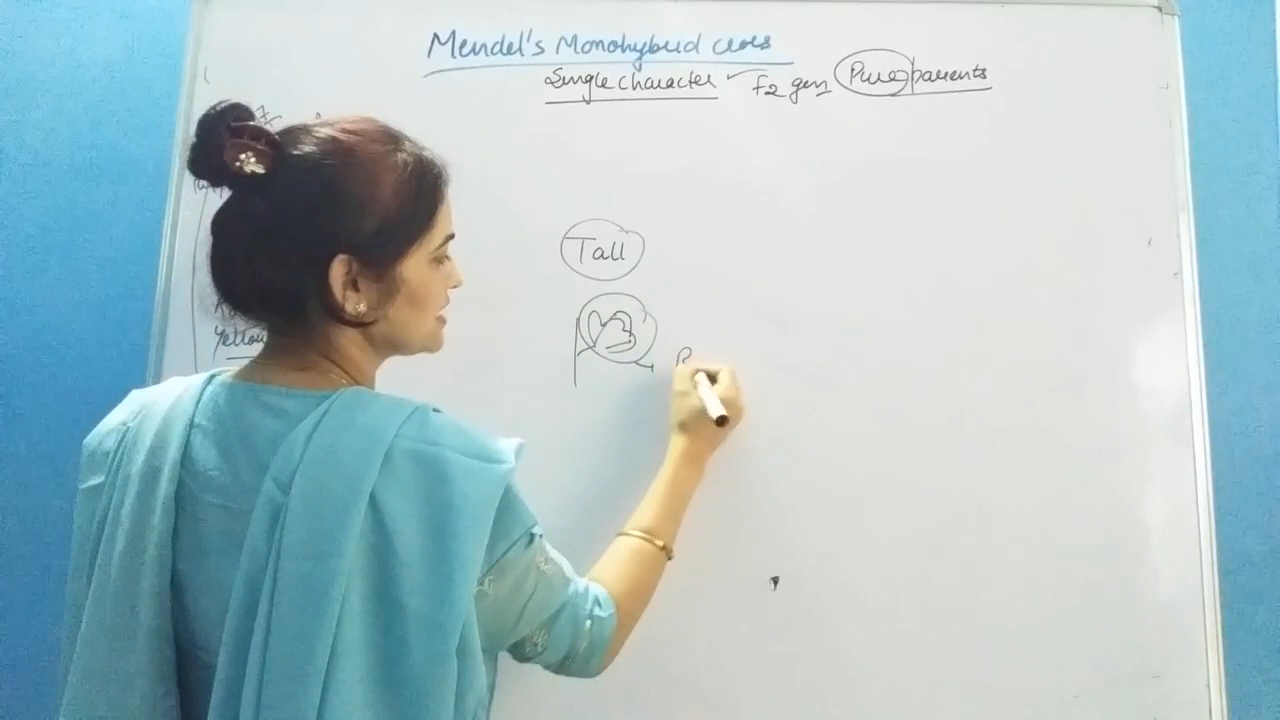 Mendel's Monohybrid cross
Single character F2 gen Pure parents
Tall
Yellow